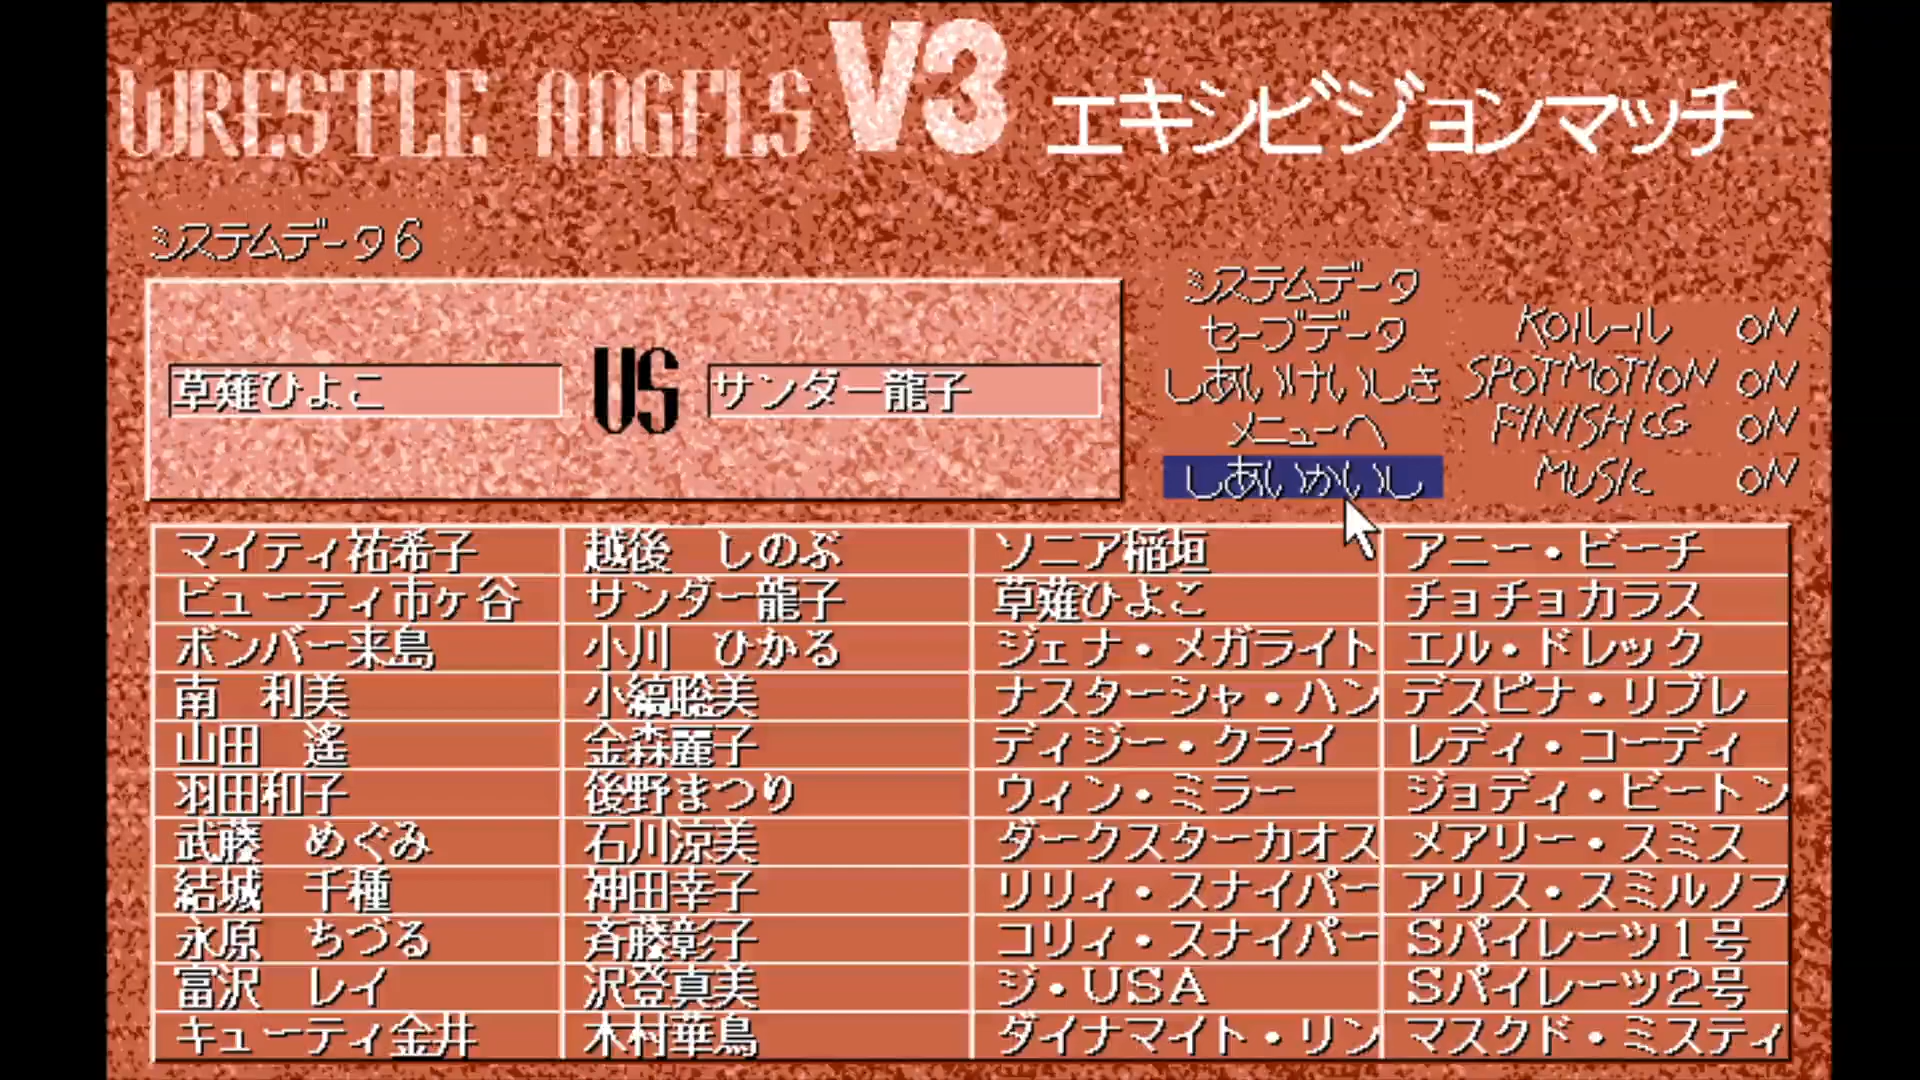 WRESTLE ANGELS V3 エキシビジョンマッチ
システムデータ6
草薙ひよこ VS サンダー龍子
システムデータ
セーブデータ
しあいけいしき
メニューへ
しあいかいし
KOルール ON
SPOTMOTION ON
FINISHCG ON
MUSIC ON
マイティ祐希子 越後 しのぶ ソニア稲垣 アニー・ビーチ
ビューティ市ヶ谷 サンダー龍子 草薙ひよこ チョチョカラス
ボンバー来島 小川 ひかる ジェナ・メガライト エル・ドレック
南 利美 小縞聡美 ナスターシャ・ハン デスピナ・リブレ
山田 遙 金森麗子 ディジー・クライ レディ・コーディ
羽田和子 後野まつり ウィン・ミラー ジョディ・ビートン
武藤 めぐみ 石川涼美 ダークスターカオス メアリー・スミス
結城 千種 神田幸子 リリィ・スナイパー アリス・スミルノフ
永原 ちづる 斉藤彰子 コリィ・スナイパー Sパイレーツ1号
富沢 レイ 沢登真美 ジ・USA Sパイレーツ2号
キューティ金井 木村華鳥 ダイナマイト・リン マスクド・ミスティ